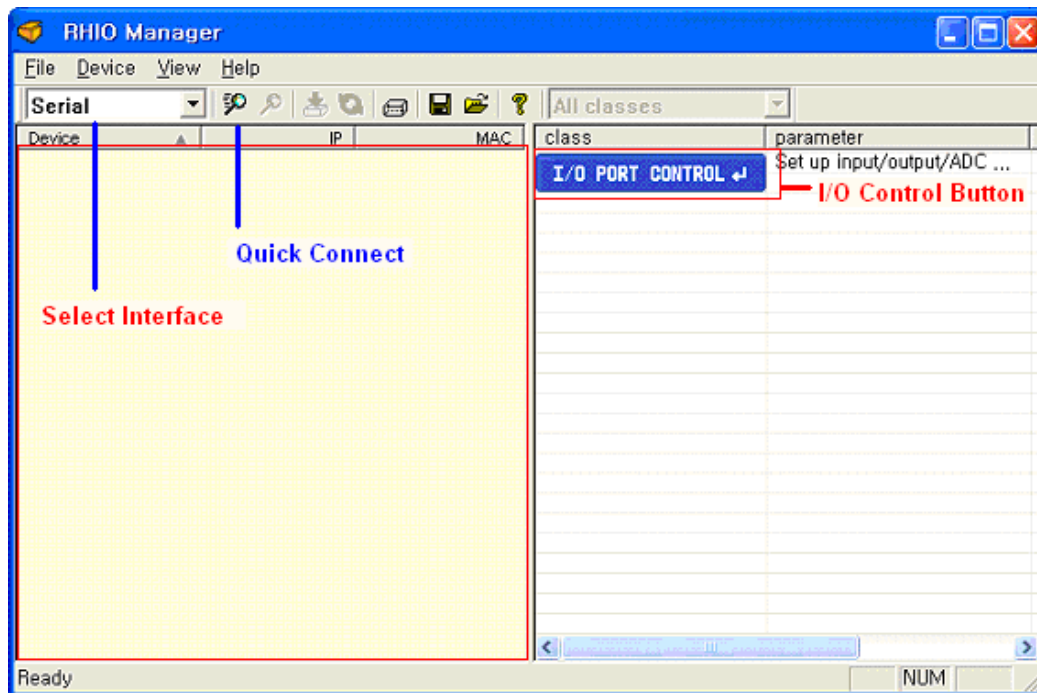 RHIO Manager
File Device View Help
Serial
All classes
Device IP MAC
class parameter
I/O PORT CONTROL ↵
Set up input/output/ADC ...
I/O Control Button
Quick Connect
Select Interface
Ready
NUM